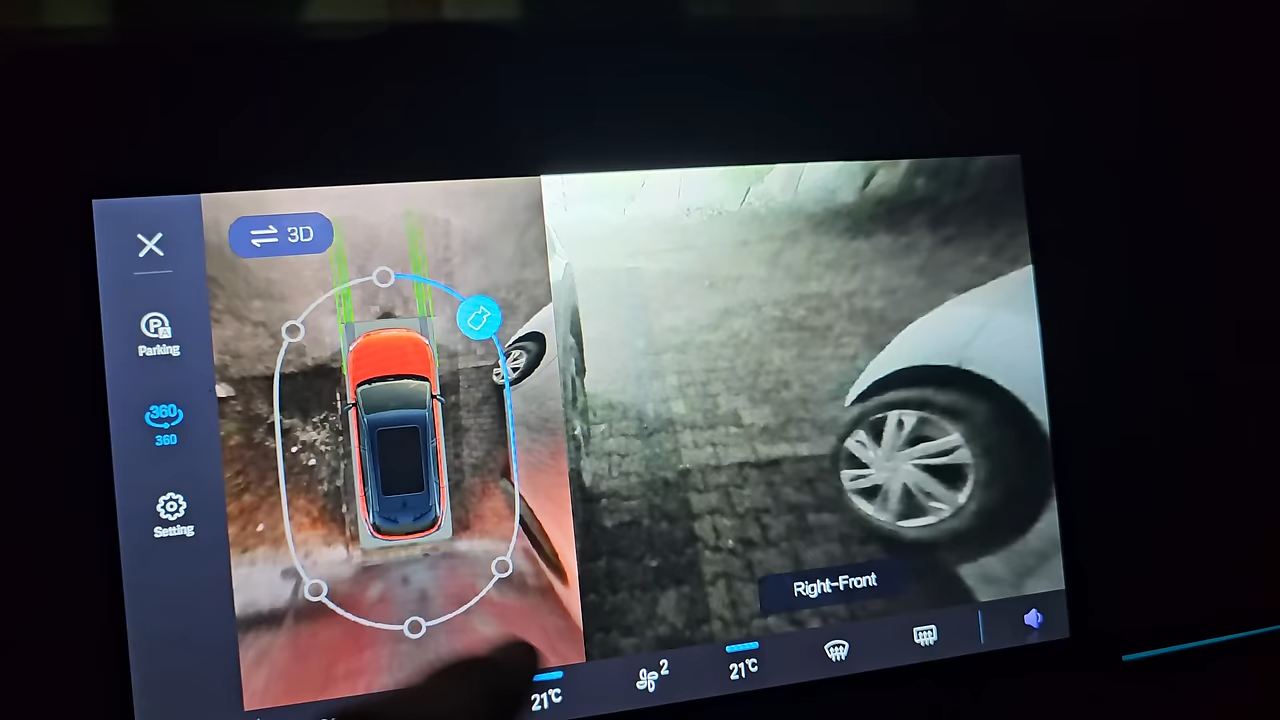 3D
P A
Parking
360
360
Setting
Right-Front
21℃
2
21℃